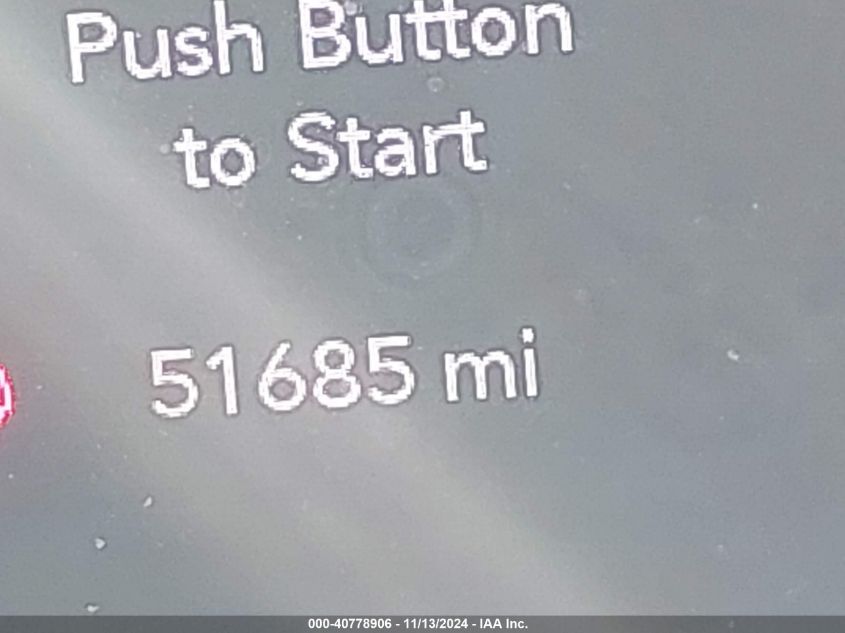 Push Button
to Start
51685 mi
000-40778906 - 11/13/2024 - IAA Inc.